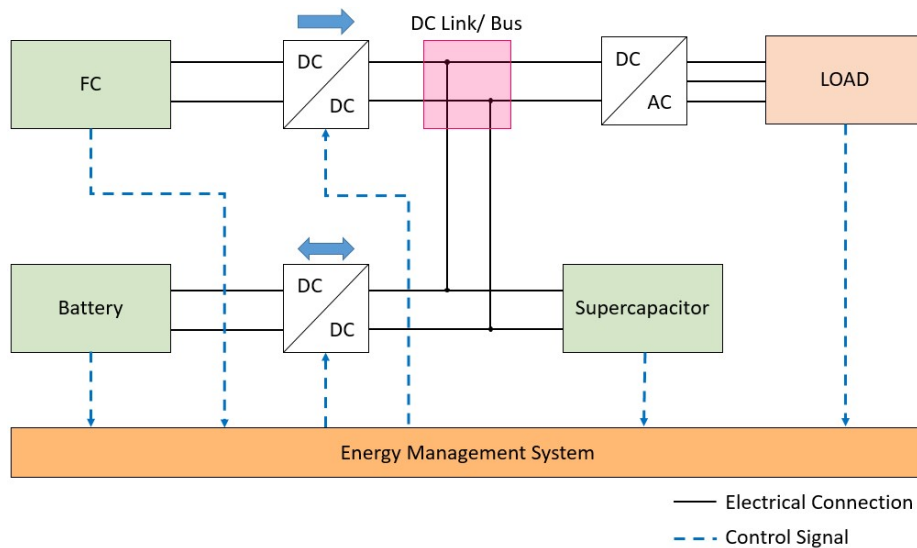 DC Link/ Bus
FC
DC
DC
DC
AC
LOAD
Battery
DC
DC
Supercapacitor
Energy Management System
Electrical Connection
Control Signal